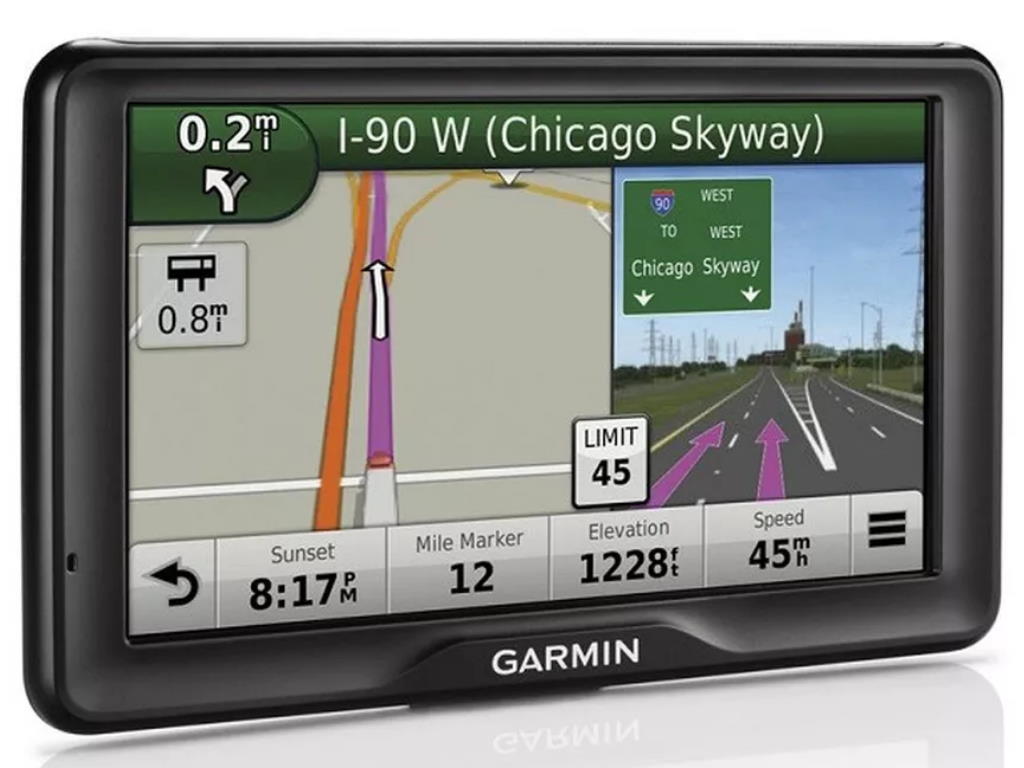 0.2mi
I-90 W (Chicago Skyway)
90 WEST
TO WEST
Chicago Skyway
0.8mi
LIMIT
45
Sunset
8:17PM
Mile Marker
12
Elevation
1228ft
Speed
45mh
GARMIN